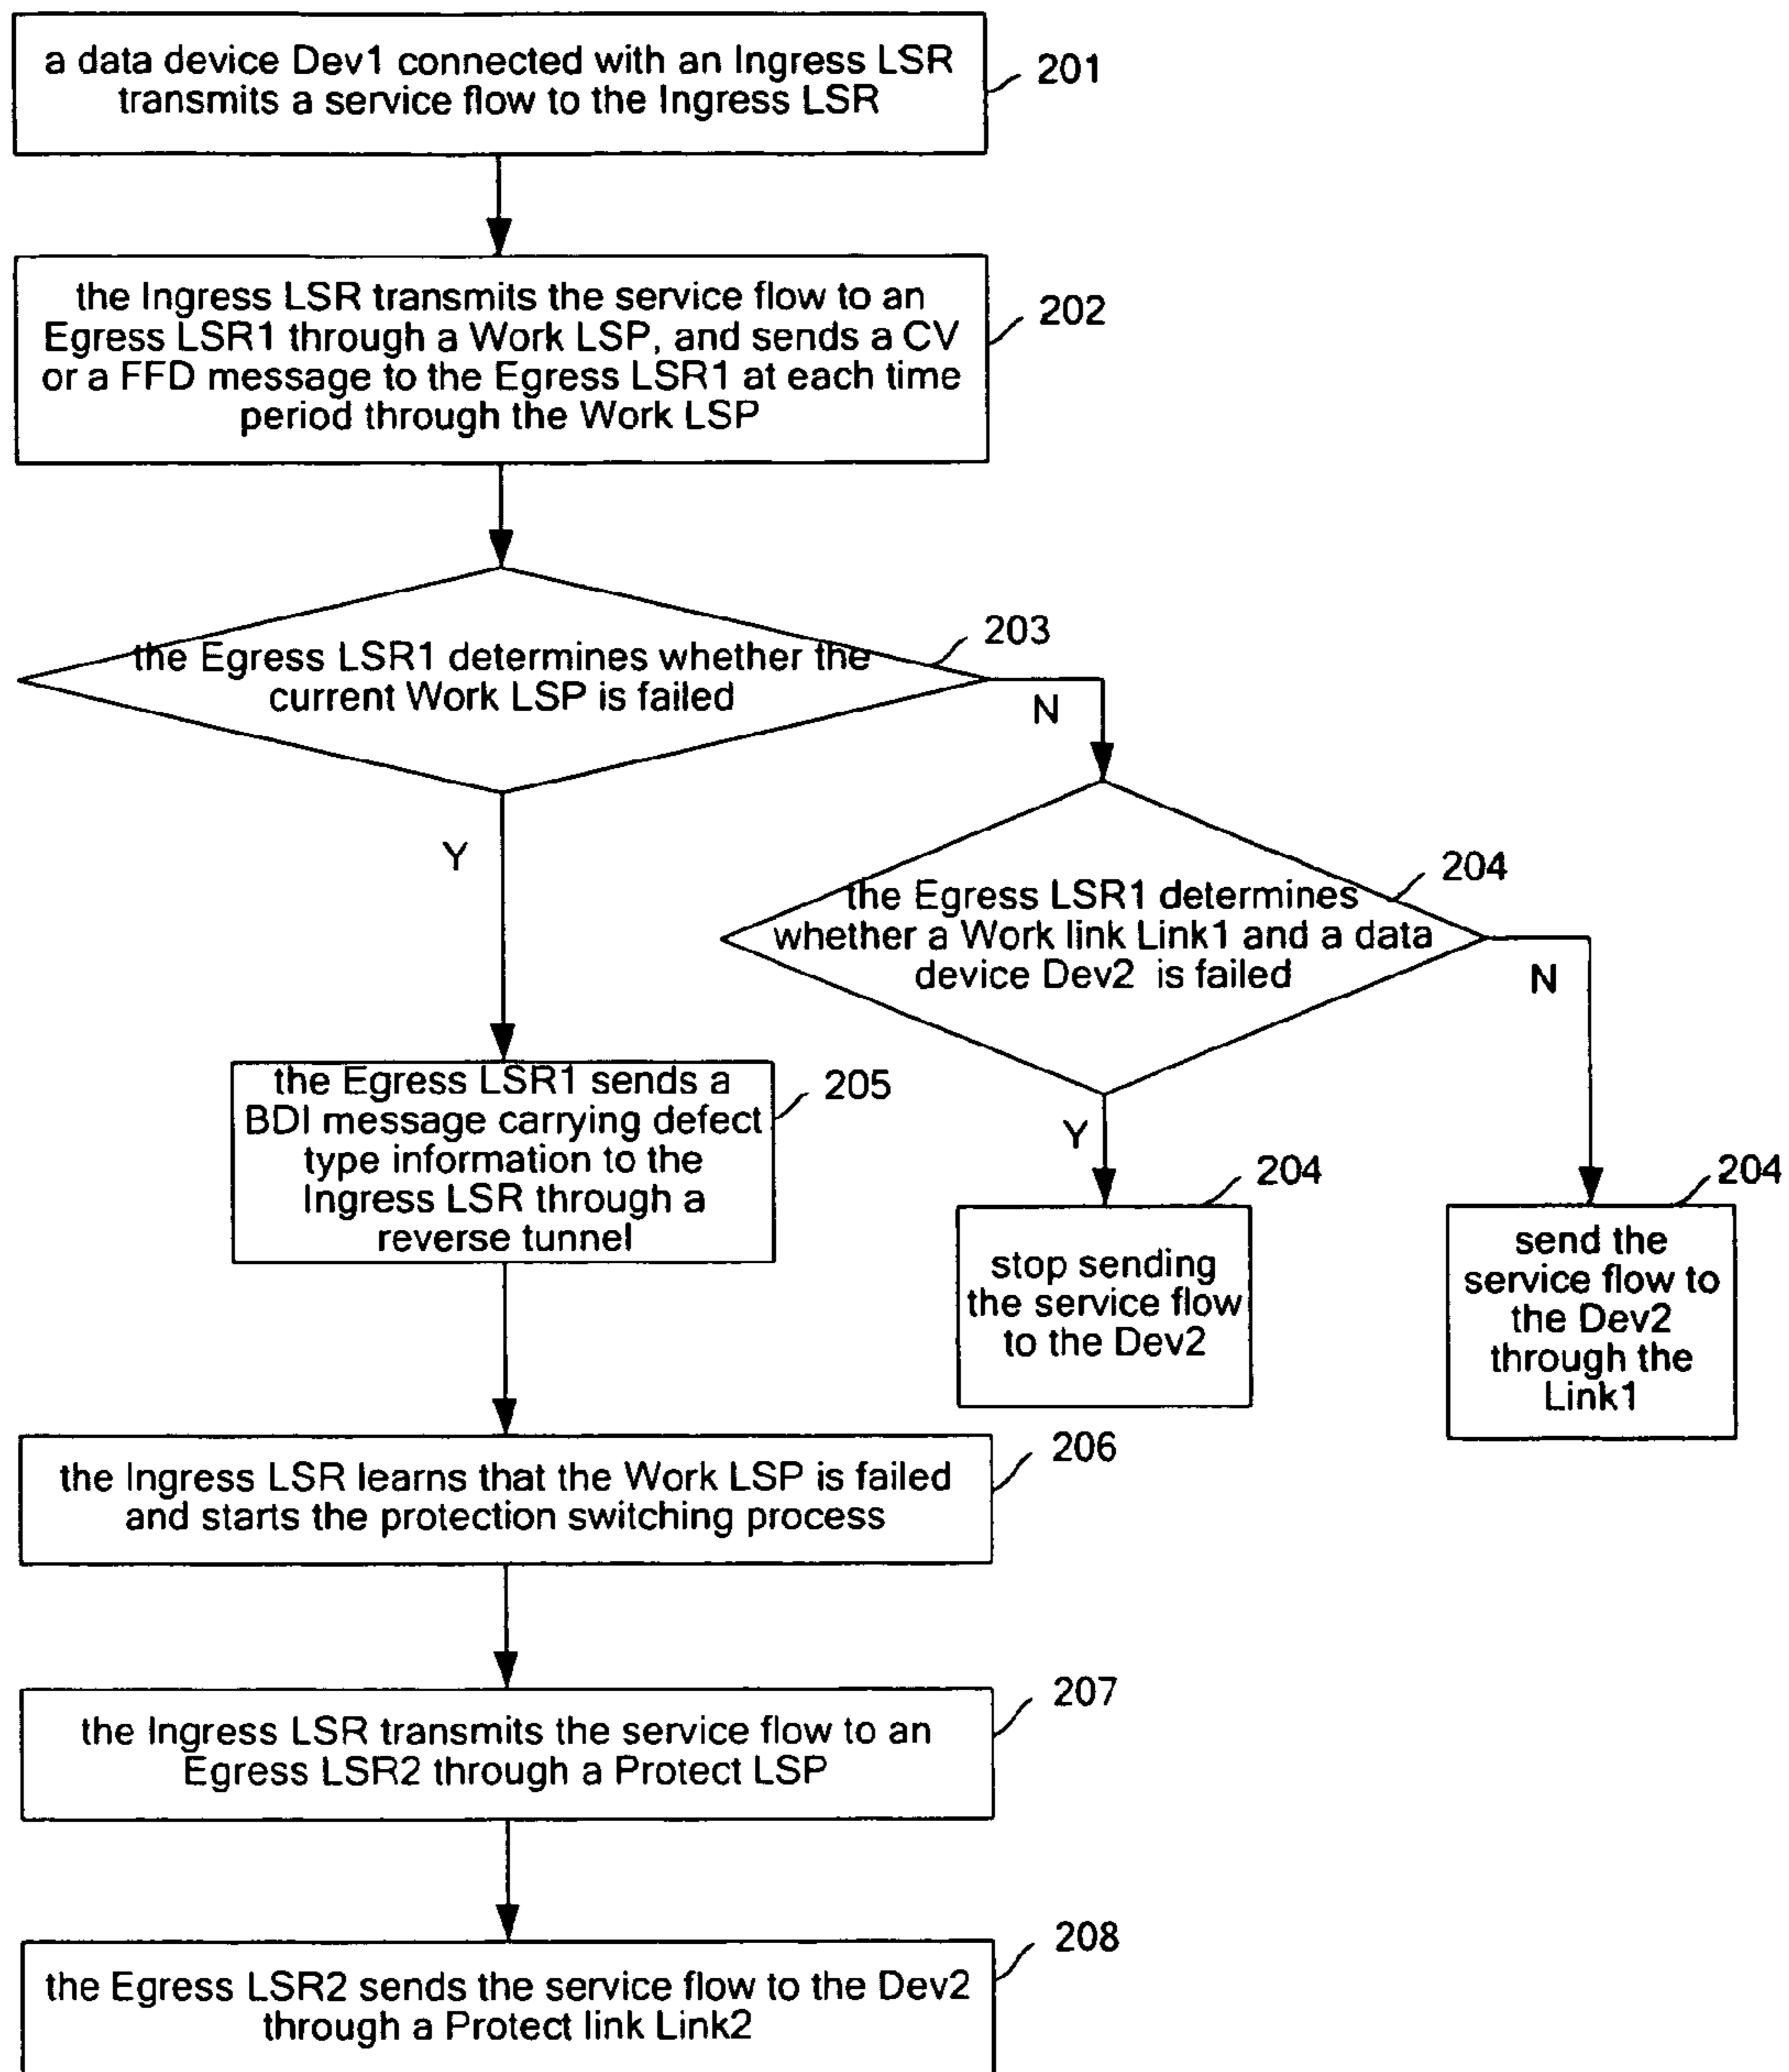 a data device Dev1 connected with an Ingress LSR
transmits a service flow to the Ingress LSR
201
the Ingress LSR transmits the service flow to an
Egress LSR1 through a Work LSP, and sends a CV
or a FFD message to the Egress LSR1 at each time
period through the Work LSP
202
the Egress LSR1 determines whether the
current Work LSP is failed
203
N
Y
the Egress LSR1 determines
whether a Work link Link1 and a data
device Dev2 is failed
204
N
Y
the Egress LSR1 sends a
BDI message carrying defect
type information to the
Ingress LSR through a
reverse tunnel
205
stop sending
the service flow
to the Dev2
204
send the
service flow to
the Dev2
through the
Link1
204
the Ingress LSR learns that the Work LSP is failed
and starts the protection switching process
206
the Ingress LSR transmits the service flow to an
Egress LSR2 through a Protect LSP
207
the Egress LSR2 sends the service flow to the Dev2
through a Protect link Link2
208